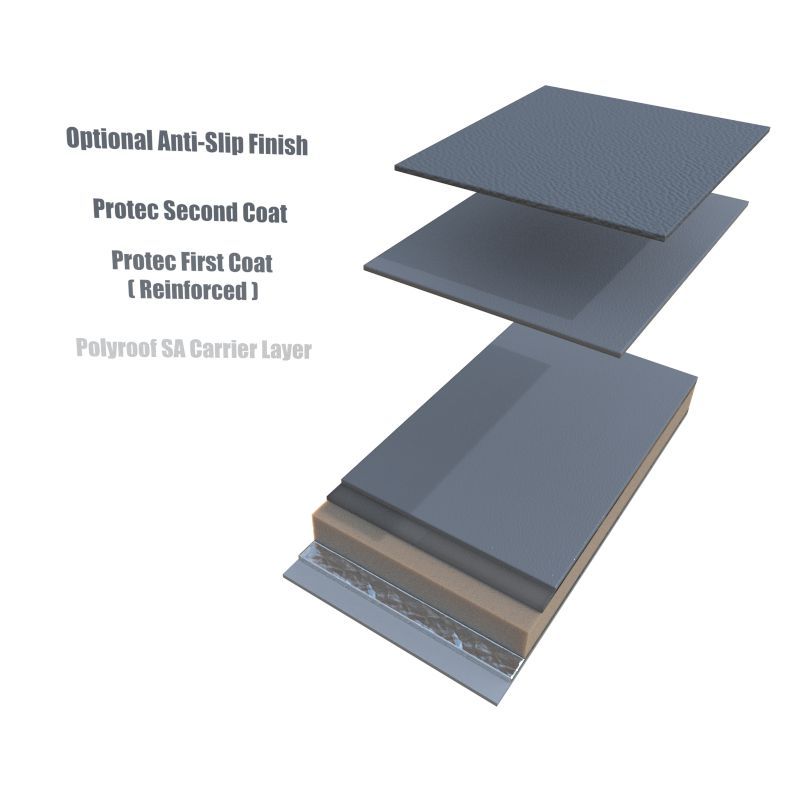 Optional Anti-Slip Finish
Protec Second Coat
Protec First Coat
( Reinforced )
Polyroof SA Carrier Layer